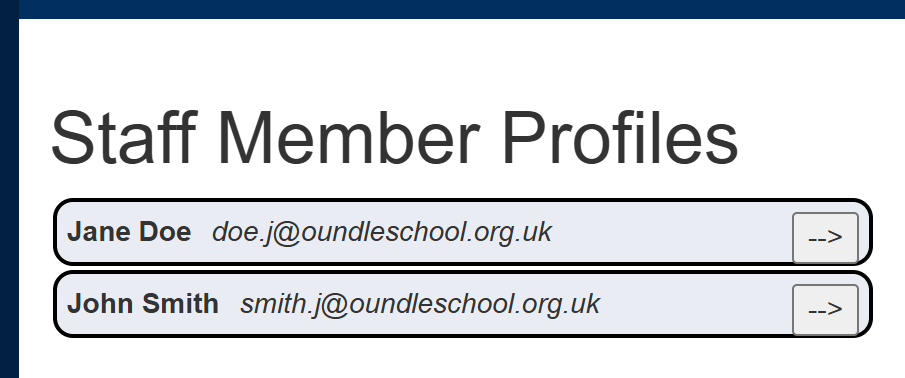 Staff Member Profiles
Jane Doe doe.j@oundleschool.org.uk -->
John Smith smith.j@oundleschool.org.uk -->